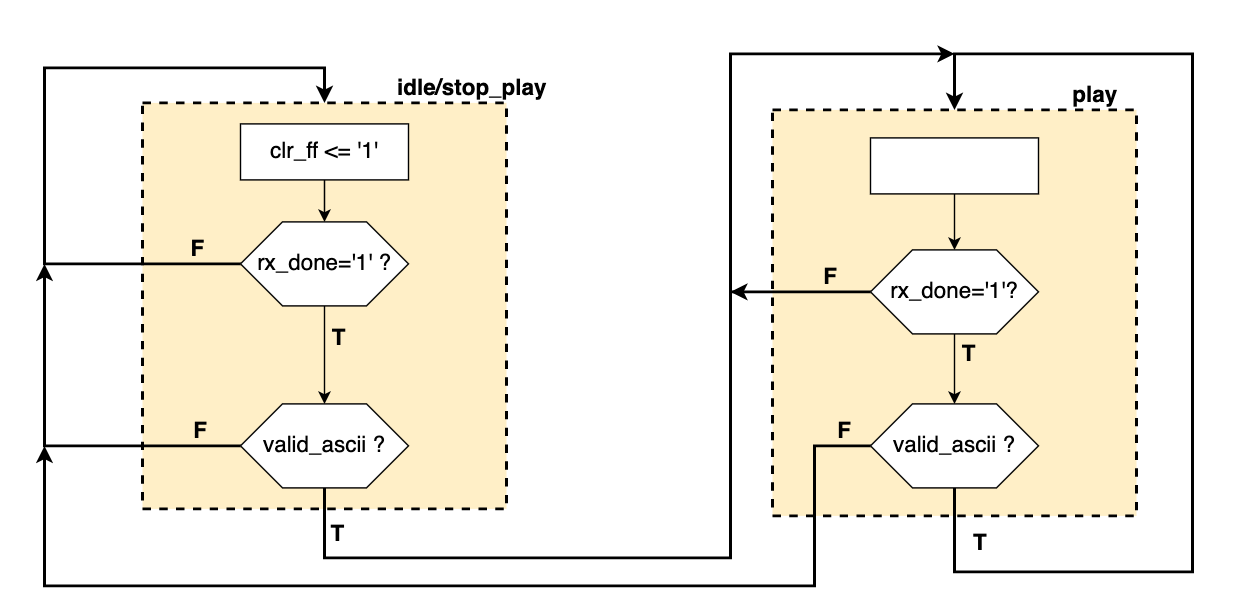 idle/stop_play
clr_ff <= '1'
rx_done='1' ?
F
T
valid_ascii ?
F
T
play
rx_done='1'?
F
T
valid_ascii ?
F
T